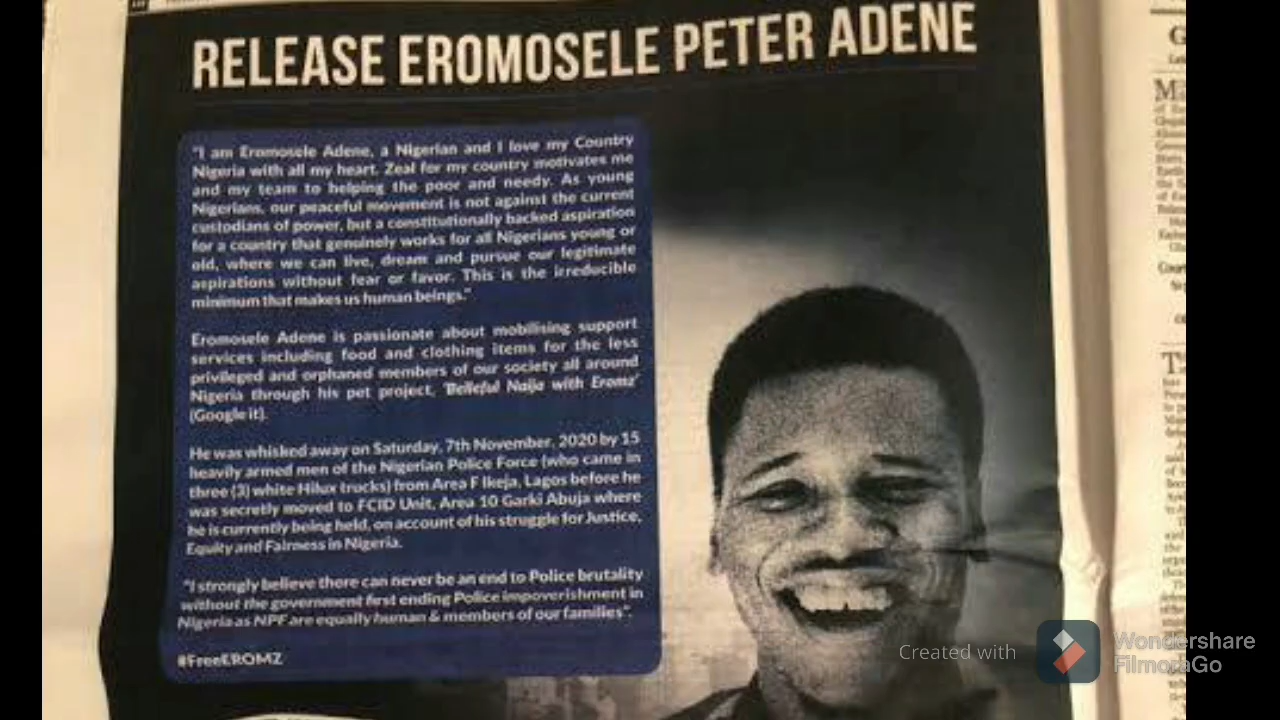 RELEASE EROMOSELE PETER ADENE
"I am Eromosele Adene, a Nigerian and I love my Country
Nigeria with all my heart. Zeal for my country motivates me
and my team to helping the poor and needy. As young
Nigerians, our peaceful movement is not against the current
custodians of power, but a constitutionally backed aspiration
for a country that genuinely works for all Nigerians young or
old, where we can live, dream and pursue our legitimate
aspirations without fear or favor. This is the irreducible
minimum that makes us human beings."
Eromosele Adene is passionate about mobilising support
services including food and clothing items for the less
privileged and orphaned members of our society all around
Nigeria through his pet project, 'Belleful Naija with Eromz'
(Google it).
He was whisked away on Saturday, 7th November, 2020 by 15
heavily armed men of the Nigerian Police Force (who came in
three (3) white Hilux trucks) from Area F Ikeja, Lagos before he
was secretly moved to FCID Unit, Area 10 Garki Abuja where
he is currently being held, on account of his struggle for Justice,
Equity and Fairness in Nigeria.
"I strongly believe there can never be an end to Police brutality
without the government first ending Police impoverishment in
Nigeria as NPF are equally human & members of our families".
#FreeEROMZ
Created with
Wondershare
FilmoraGo